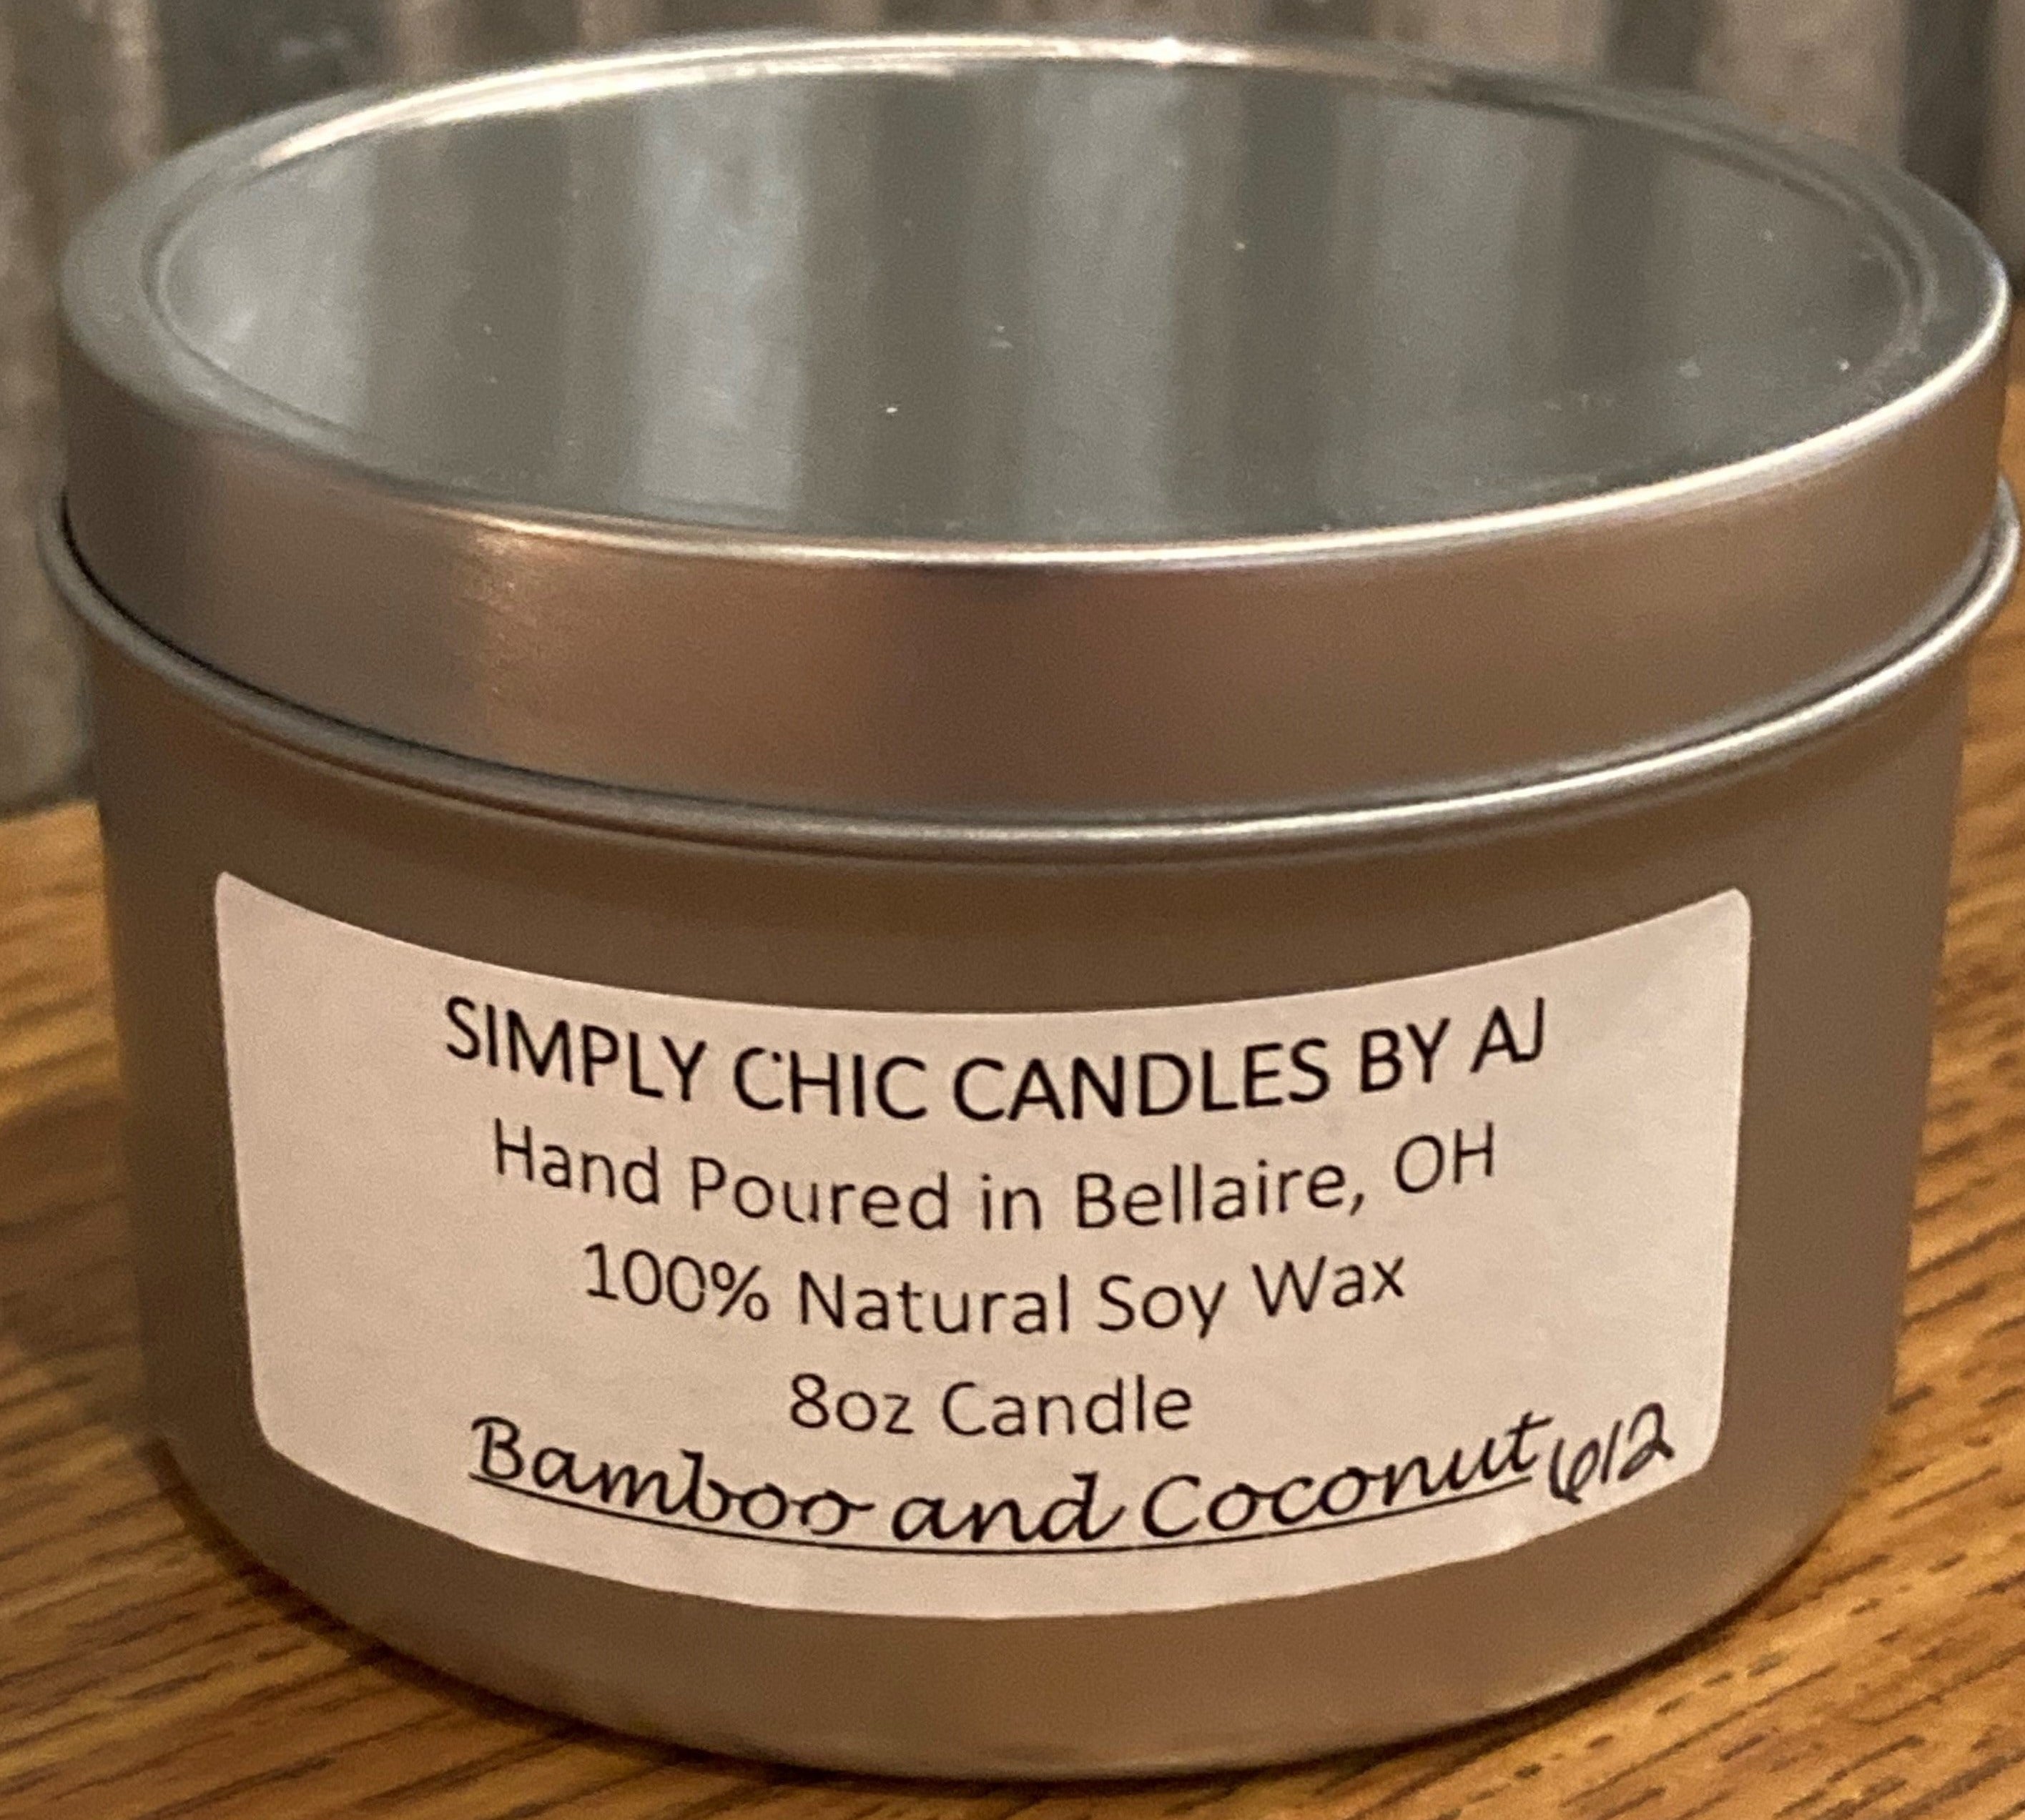 SIMPLY CHIC CANDLES BY AJ
Hand Poured in Bellaire, OH
100% Natural Soy Wax
8oz Candle
Bamboo and Coconut 612